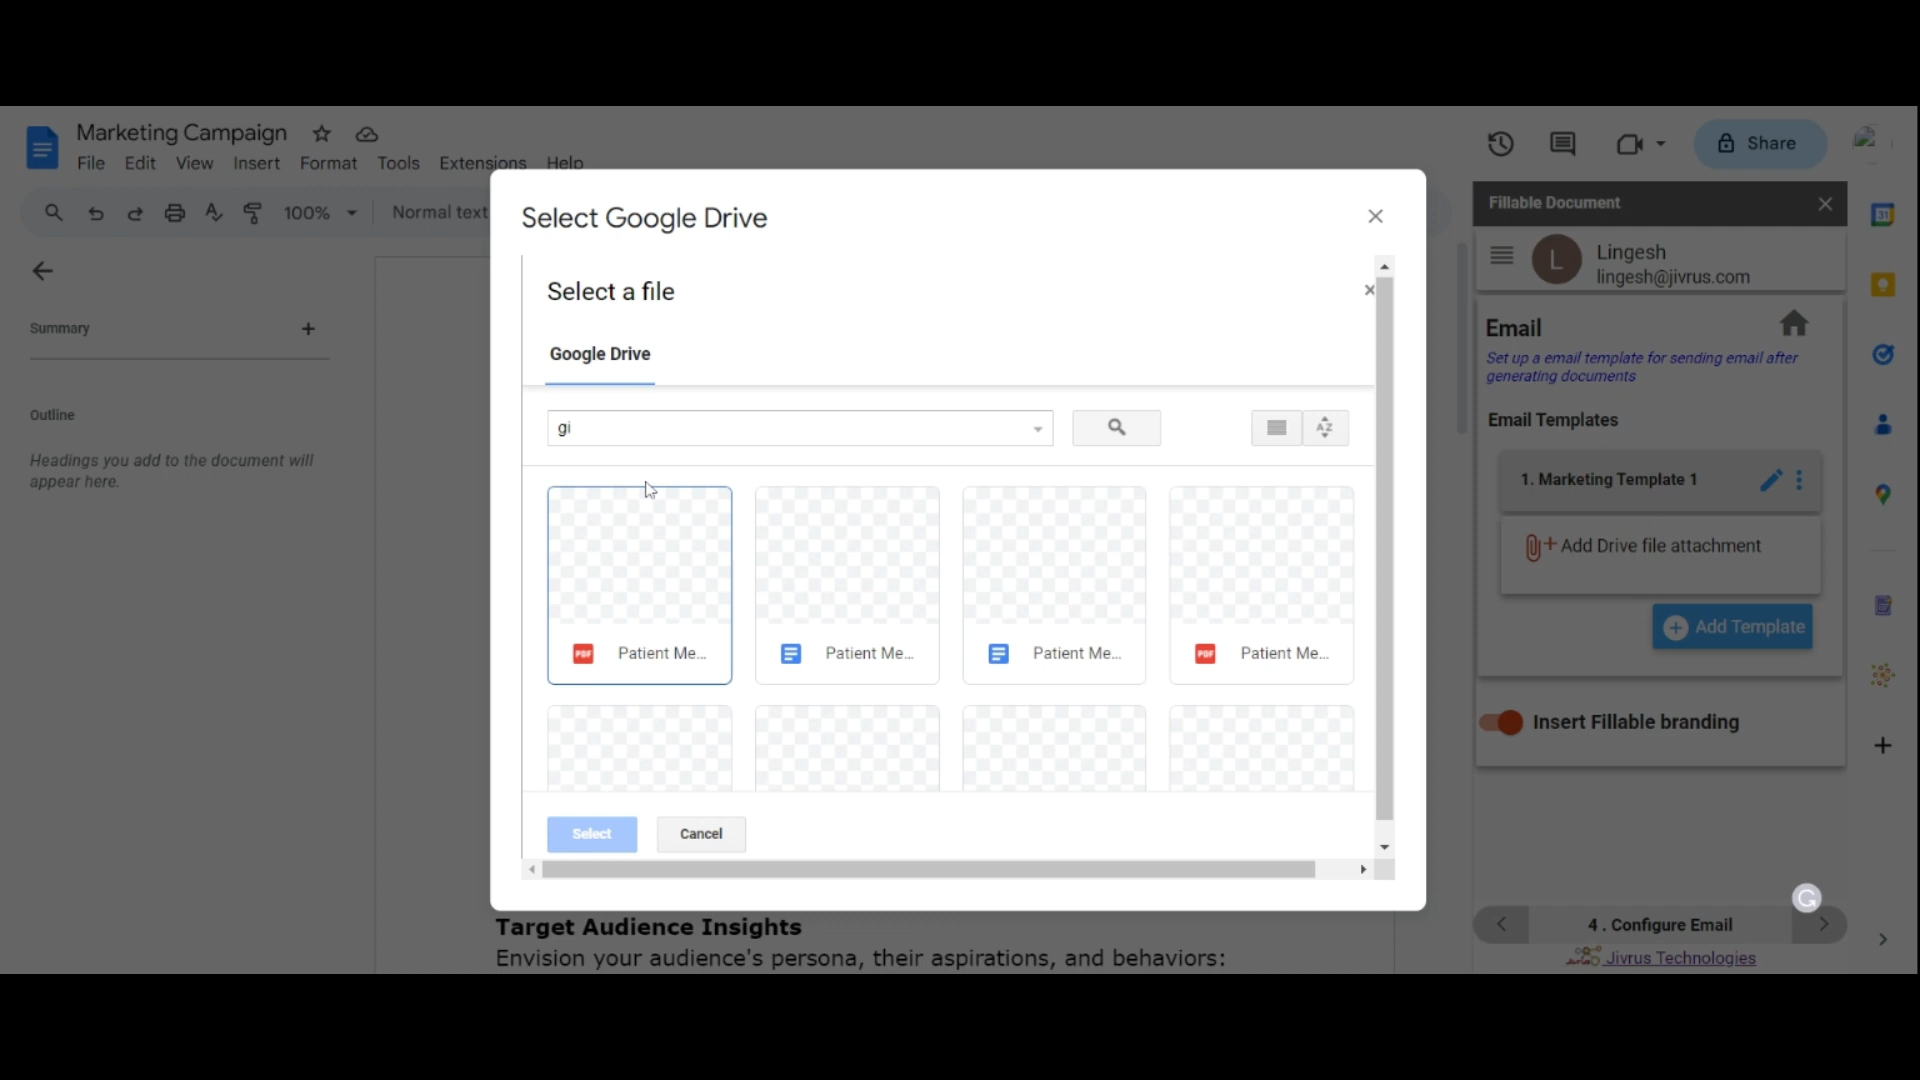 Marketing Campaign
File Edit View Insert Format Tools Extensions Help
Share
100% Normal text
Summary
Outline
Headings you add to the document will
appear here.
Select Google Drive
Select a file
Google Drive
gi
AZ
PDF Patient Me...
Patient Me...
Patient Me...
PDF Patient Me...
Select Cancel
Target Audience Insights
Envision your audience's persona, their aspirations, and behaviors:
Fillable Document
L
Lingesh
lingesh@jivrus.com
Email
Set up a email template for sending email after
generating documents
Email Templates
1. Marketing Template 1
Add Drive file attachment
Add Template
Insert Fillable branding
4 . Configure Email
Jivrus Technologies
31